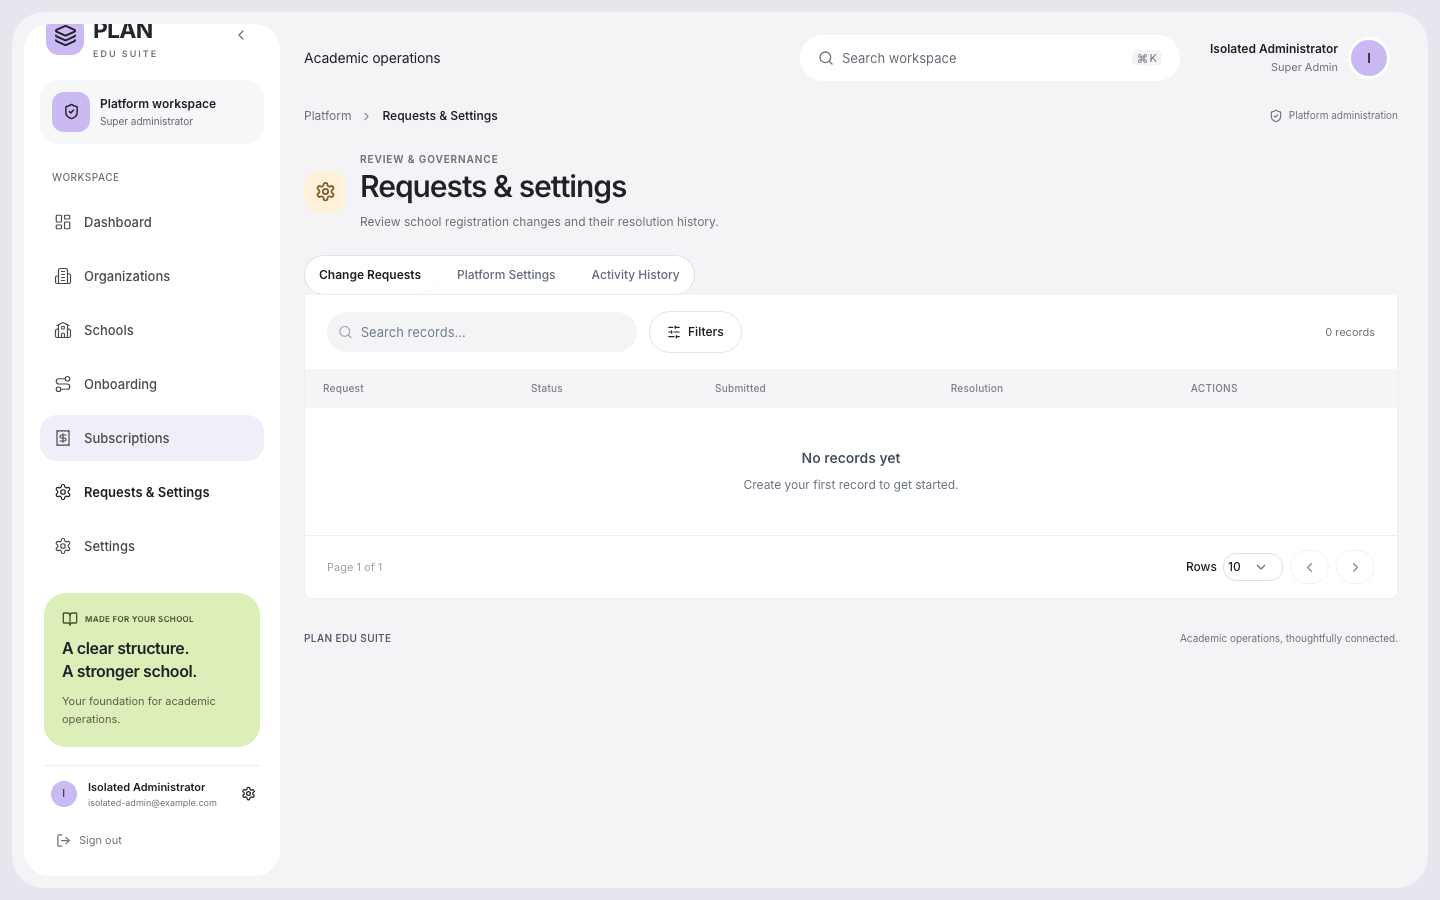 PLAN
EDU SUITE
Platform workspace
Super administrator
WORKSPACE
Dashboard
Organizations
Schools
Onboarding
Subscriptions
Requests & Settings
Settings
MADE FOR YOUR SCHOOL
A clear structure.
A stronger school.
Your foundation for academic
operations.
I
Isolated Administrator
isolated-admin@example.com
Sign out
Academic operations
Search workspace
⌘K
Isolated Administrator
Super Admin
I
Platform > Requests & Settings
Platform administration
REVIEW & GOVERNANCE
Requests & settings
Review school registration changes and their resolution history.
Change Requests Platform Settings Activity History
Search records...
Filters
0 records
Request Status Submitted Resolution ACTIONS
No records yet
Create your first record to get started.
Page 1 of 1
Rows 10
PLAN EDU SUITE
Academic operations, thoughtfully connected.